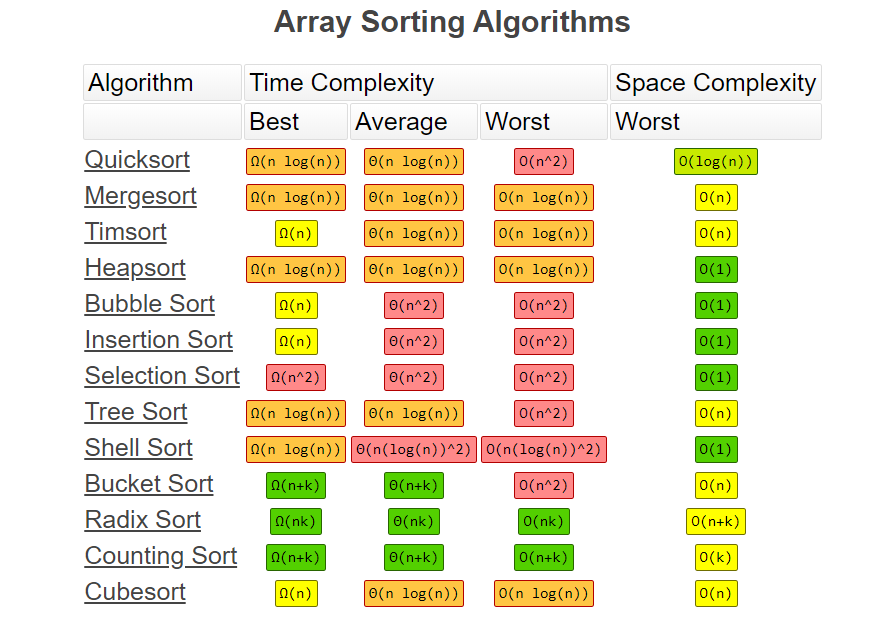 Array Sorting Algorithms
Algorithm Time Complexity Space Complexity
Best Average Worst Worst
Quicksort Ω(n log(n)) Θ(n log(n)) O(n^2) O(log(n))
Mergesort Ω(n log(n)) Θ(n log(n)) O(n log(n)) O(n)
Timsort Ω(n) Θ(n log(n)) O(n log(n)) O(n)
Heapsort Ω(n log(n)) Θ(n log(n)) O(n log(n)) O(1)
Bubble Sort Ω(n) Θ(n^2) O(n^2) O(1)
Insertion Sort Ω(n) Θ(n^2) O(n^2) O(1)
Selection Sort Ω(n^2) Θ(n^2) O(n^2) O(1)
Tree Sort Ω(n log(n)) Θ(n log(n)) O(n^2) O(n)
Shell Sort Ω(n log(n)) Θ(n(log(n))^2) O(n(log(n))^2) O(1)
Bucket Sort Ω(n+k) Θ(n+k) O(n^2) O(n)
Radix Sort Ω(nk) Θ(nk) O(nk) O(n+k)
Counting Sort Ω(n+k) Θ(n+k) O(n+k) O(k)
Cubesort Ω(n) Θ(n log(n)) O(n log(n)) O(n)